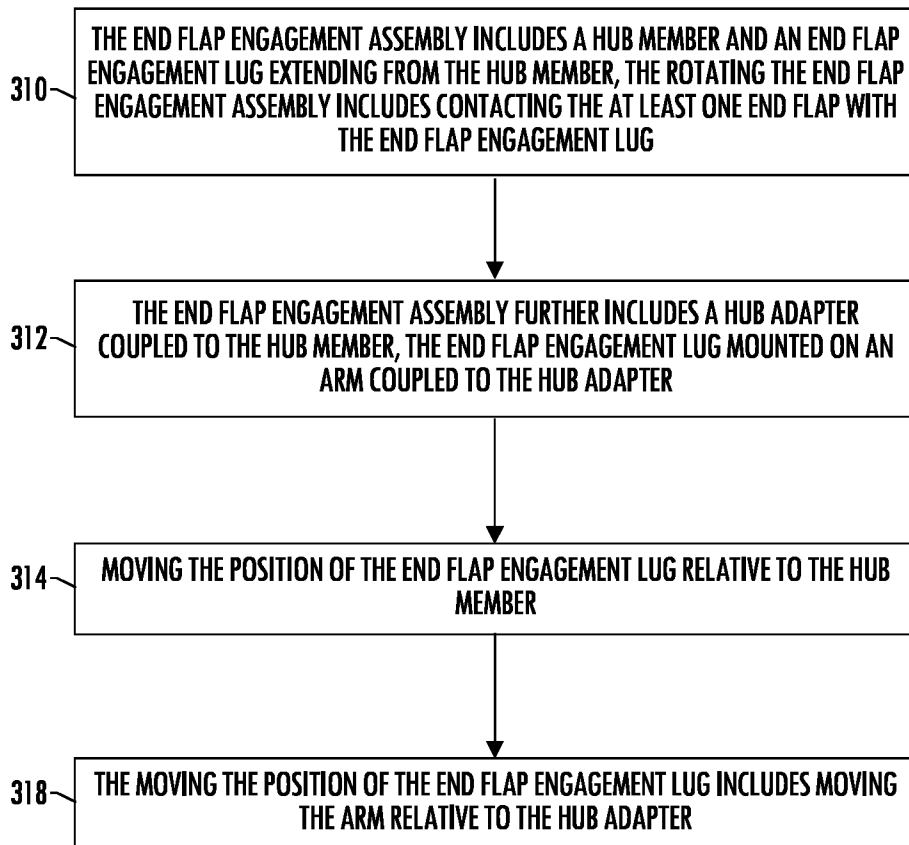 THE END FLAP ENGAGEMENT ASSEMBLY INCLUDES A HUB MEMBER AND AN END FLAP
310 ENGAGEMENT LUG EXTENDING FROM THE HUB MEMBER, THE ROTATING THE END FLAP
ENGAGEMENT ASSEMBLY INCLUDES CONTACTING THE AT LEAST ONE END FLAP WITH
THE END FLAP ENGAGEMENT LUG
THE END FLAP ENGAGEMENT ASSEMBLY FURTHER INCLUDES A HUB ADAPTER
312 COUPLED TO THE HUB MEMBER, THE END FLAP ENGAGEMENT LUG MOUNTED ON AN
ARM COUPLED TO THE HUB ADAPTER
314 MOVING THE POSITION OF THE END FLAP ENGAGEMENT LUG RELATIVE TO THE HUB
MEMBER
318 THE MOVING THE POSITION OF THE END FLAP ENGAGEMENT LUG INCLUDES MOVING
THE ARM RELATIVE TO THE HUB ADAPTER